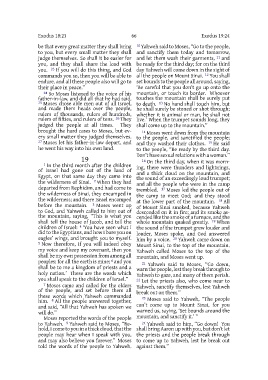 Exodus 18:23 66 Exodus 19:24
be that every great matter they shall bring
to you, but every small matter they shall
judge themselves. So shall it be easier for
you, and they shall share the load with
you. 23 If you will do this thing, and God
commands you so, then you will be able to
endure, and all these people also will go to
their place in peace."
24 So Moses listened to the voice of his
father-in-law, and did all that he had said.
25 Moses chose able men out of all Israel,
and made them heads over the people,
rulers of thousands, rulers of hundreds,
rulers of fifties, and rulers of tens. 26 They
judged the people at all times. They
brought the hard cases to Moses, but ev-
ery small matter they judged themselves.
27 Moses let his father-in-law depart, and
he went his way into his own land.
19
1 In the third month after the children
of Israel had gone out of the land of
Egypt, on that same day they came into
the wilderness of Sinai. 2 When they had
departed from Rephidim, and had come to
the wilderness of Sinai, they encamped in
the wilderness; and there Israel encamped
before the mountain. 3 Moses went up
to God, and Yahweh called to him out of
the mountain, saying, "This is what you
shall tell the house of Jacob, and tell the
children of Israel: 4 'You have seen what I
did to the Egyptians, and how I bore you on
eagles' wings, and brought you to myself.
5 Now therefore, if you will indeed obey
my voice and keep my covenant, then you
shall be my own possession from among all
peoples; for all the earth is mine; 6 and you
shall be to me a kingdom of priests and a
holy nation.' These are the words which
you shall speak to the children of Israel."
7 Moses came and called for the elders
of the people, and set before them all
these words which Yahweh commanded
him. 8 All the people answered together,
and said, "All that Yahweh has spoken we
will do."
Moses reported the words of the people
to Yahweh. 9 Yahweh said to Moses, "Be-
hold, I come to you in a thick cloud, that the
people may hear when I speak with you,
and may also believe you forever." Moses
told the words of the people to Yahweh.
10 Yahweh said to Moses, "Go to the people,
and sanctify them today and tomorrow,
and let them wash their garments, 11 and
be ready for the third day; for on the third
day Yahweh will come down in the sight of
all the people on Mount Sinai. 12 You shall
set bounds to the people all around, saying,
'Be careful that you don't go up onto the
mountain, or touch its border. Whoever
touches the mountain shall be surely put
to death. 13 No hand shall touch him, but
he shall surely be stoned or shot through;
whether it is animal or man, he shall not
live.' When the trumpet sounds long, they
shall come up to the mountain."
14 Moses went down from the mountain
to the people, and sanctified the people;
and they washed their clothes. 15 He said
to the people, "Be ready by the third day.
Don't have sexual relations with a woman."
16 On the third day, when it was morn-
ing, there were thunders and lightnings,
and a thick cloud on the mountain, and
the sound of an exceedingly loud trumpet;
and all the people who were in the camp
trembled. 17 Moses led the people out of
the camp to meet God; and they stood
at the lower part of the mountain. 18 All
of Mount Sinai smoked, because Yahweh
descended on it in fire; and its smoke as-
cended like the smoke of a furnace, and the
whole mountain quaked greatly. 19 When
the sound of the trumpet grew louder and
louder, Moses spoke, and God answered
him by a voice. 20 Yahweh came down on
Mount Sinai, to the top of the mountain.
Yahweh called Moses to the top of the
mountain, and Moses went up.
21 Yahweh said to Moses, "Go down,
warn the people, lest they break through to
Yahweh to gaze, and many of them perish.
22 Let the priests also, who come near to
Yahweh, sanctify themselves, lest Yahweh
break out on them."
23 Moses said to Yahweh, "The people
can't come up to Mount Sinai, for you
warned us, saying, 'Set bounds around the
mountain, and sanctify it.'"
24 Yahweh said to him, "Go down! You
shall bring Aaron up with you, but don't let
the priests and the people break through
to come up to Yahweh, lest he break out
against them."